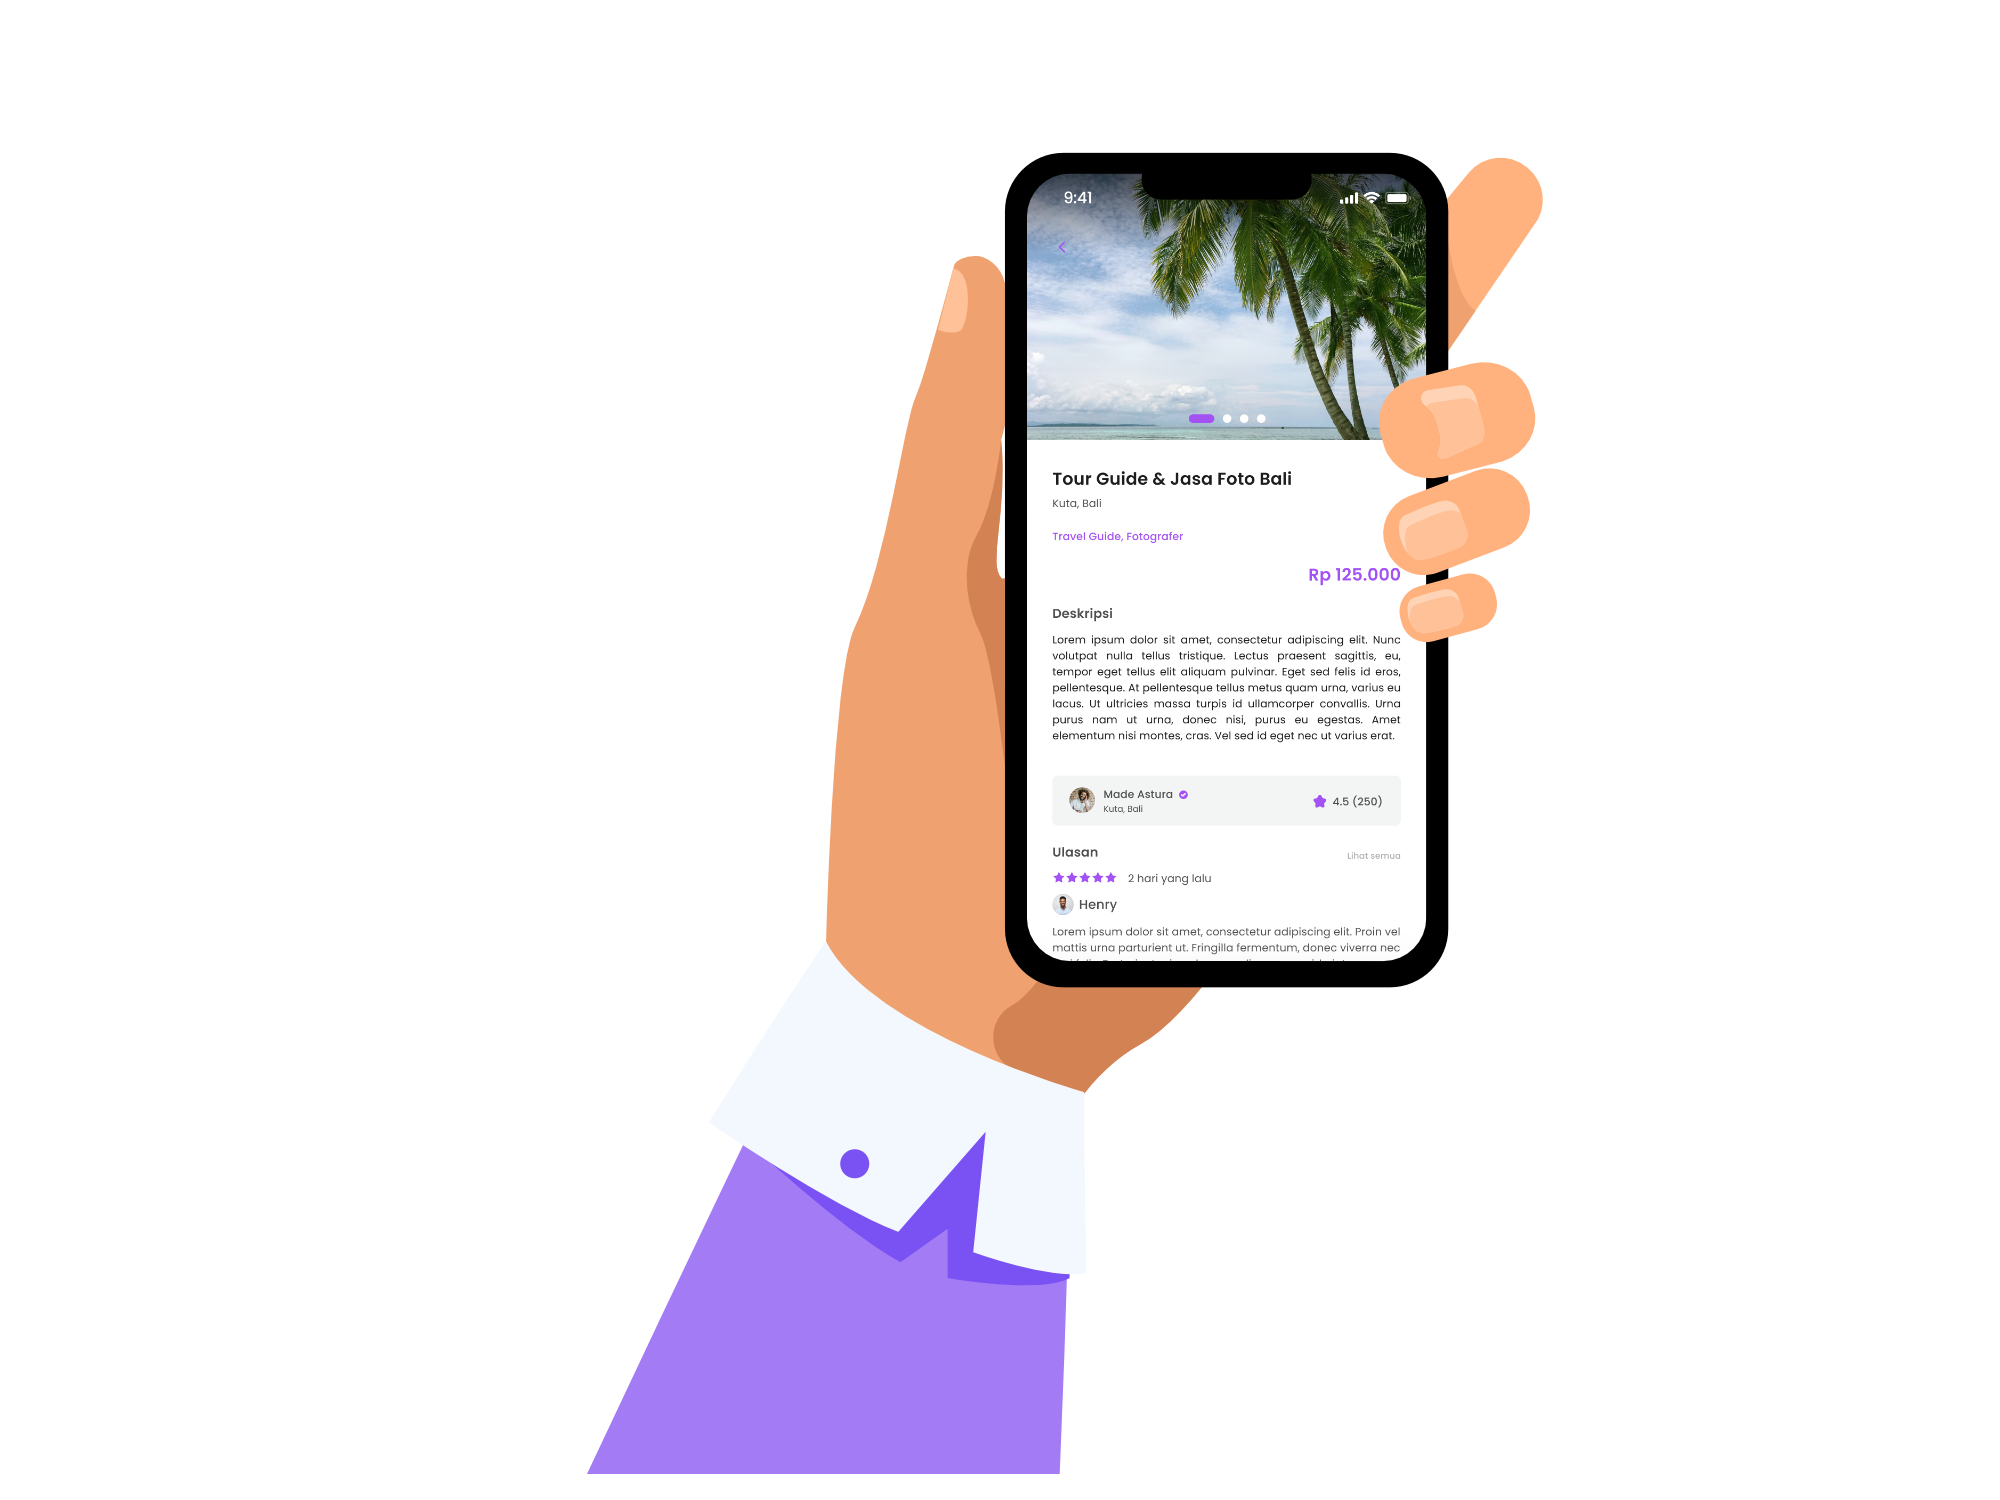 9:41
Tour Guide & Jasa Foto Bali
Kuta, Bali
Travel Guide, Fotografer
Rp 125.000
Deskripsi
Lorem ipsum dolor sit amet, consectetur adipiscing elit. Nunc
volutpat nulla tellus tristique. Lectus praesent sagittis, eu,
tempor eget tellus elit aliquam pulvinar. Eget sed felis id eros,
pellentesque. At pellentesque tellus metus quam urna, varius eu
lacus. Ut ultricies massa turpis id ullamcorper convallis. Urna
purus nam ut urna, donec nisi, purus eu egestas. Amet
elementum nisi montes, cras. Vel sed id eget nec ut varius erat.
Made Astura
Kuta, Bali
4.5 (250)
Ulasan
Lihat semua
2 hari yang lalu
Henry
Lorem ipsum dolor sit amet, consectetur adipiscing elit. Proin vel
mattis urna parturient ut. Fringilla fermentum, donec viverra nec